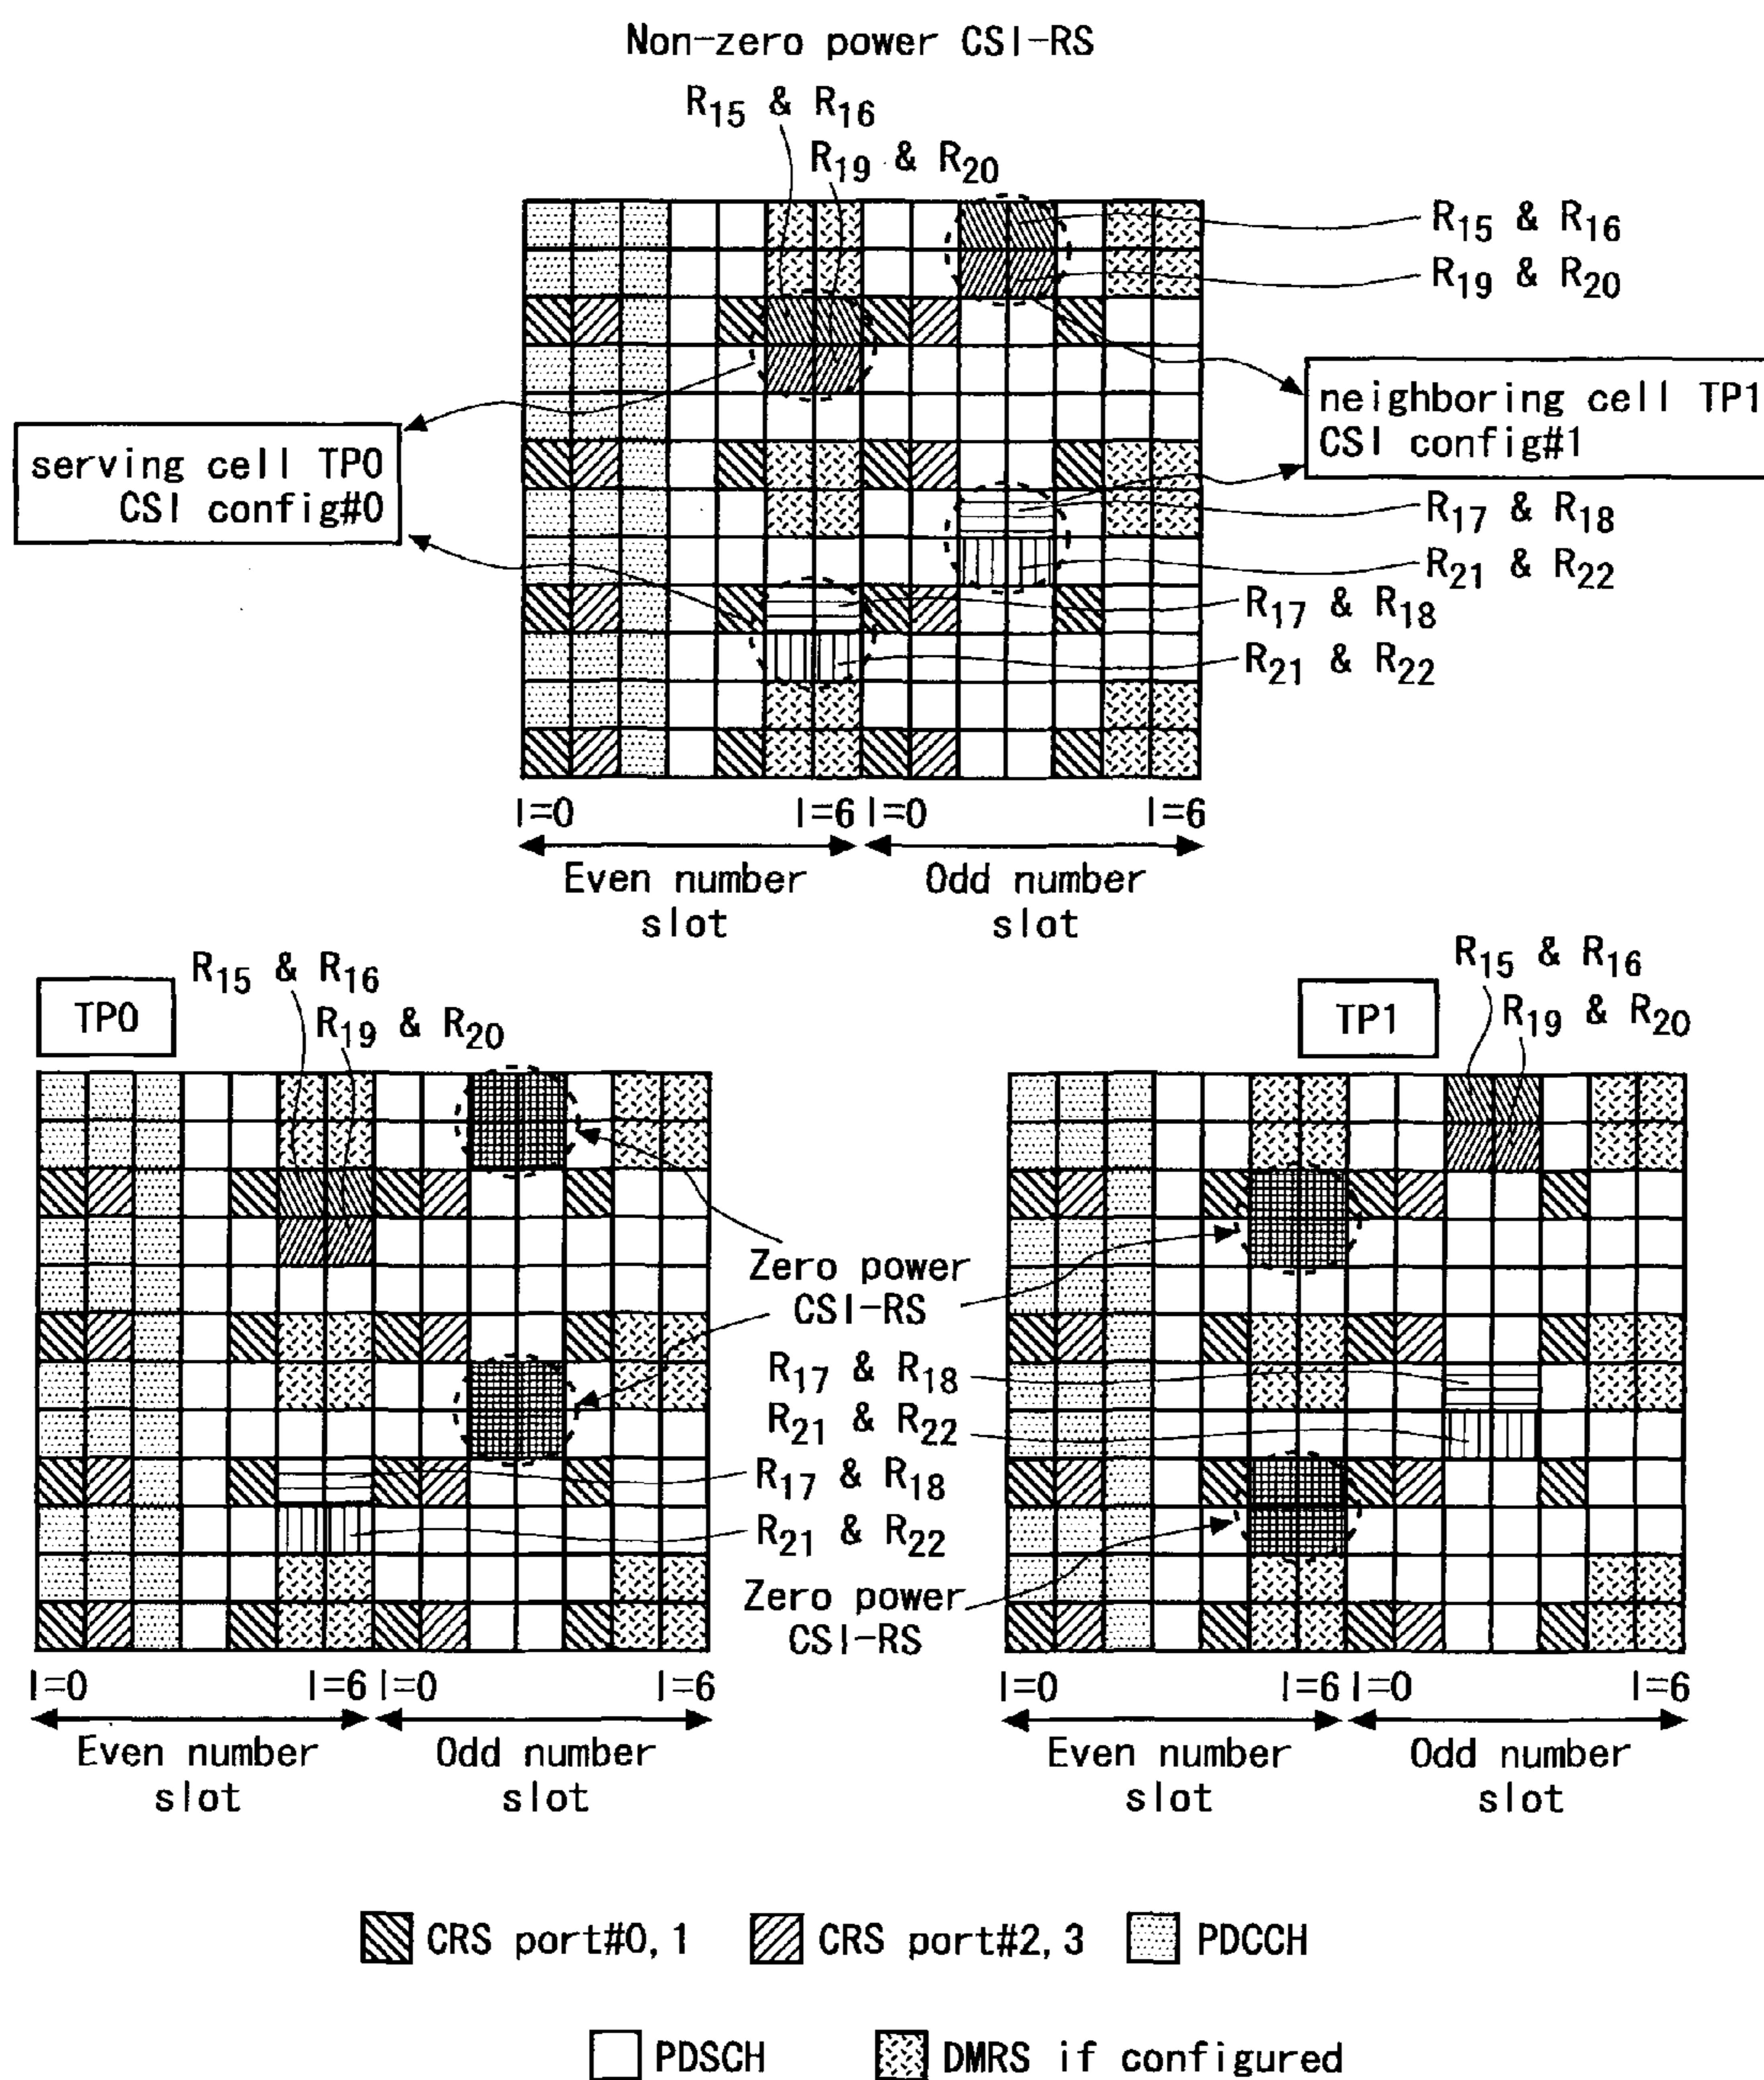 Non-zero power CSI-RS
R15 & R16
R19 & R20
R15 & R16
R19 & R20
neighboring cell TP1
CSI config#1
serving cell TP0
CSI config#0
R17 & R18
R21 & R22
R17 & R18
R21 & R22
l=0
l=6
l=0
l=6
Even number
slot
Odd number
slot
TP0
R15 & R16
R19 & R20
TP1
R15 & R16
R19 & R20
Zero power
CSI-RS
R17 & R18
R21 & R22
R17 & R18
R21 & R22
Zero power
CSI-RS
l=0
l=6
l=0
l=6
Even number
slot
Odd number
slot
l=0
l=6
l=0
l=6
Even number
slot
Odd number
slot
CRS port#0,1
CRS port#2,3
PDCCH
PDSCH
DMRS if configured